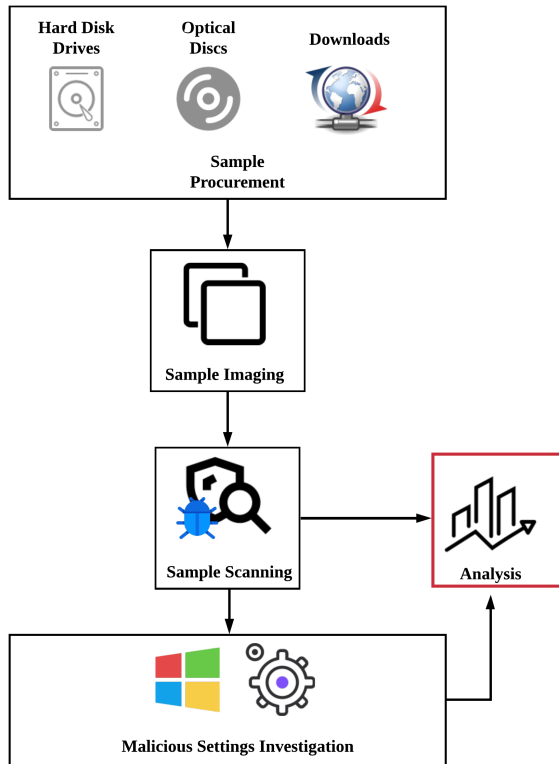 Hard Disk
Drives
Optical
Discs
Downloads
Sample
Procurement
Sample Imaging
Sample Scanning
Analysis
Malicious Settings Investigation